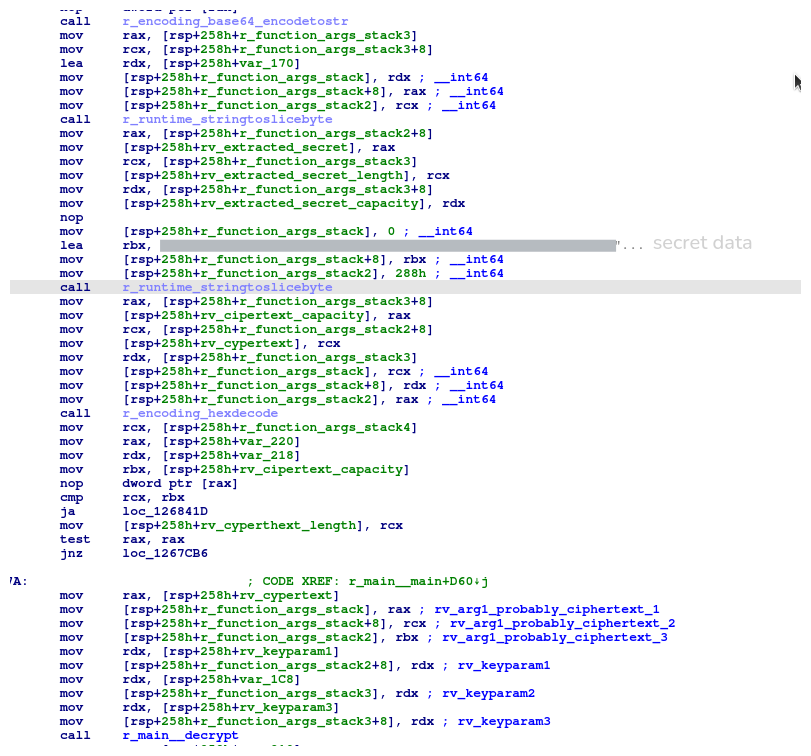 call r_encoding_base64_encodetostr
mov rax, [rsp+258h+r_function_args_stack3]
mov rcx, [rsp+258h+r_function_args_stack3+8]
lea rdx, [rsp+258h+var_170]
mov [rsp+258h+r_function_args_stack], rdx ; __int64
mov [rsp+258h+r_function_args_stack+8], rax ; __int64
mov [rsp+258h+r_function_args_stack2], rcx ; __int64
call r_runtime_stringtoslicebyte
mov rax, [rsp+258h+r_function_args_stack2+8]
mov [rsp+258h+rv_extracted_secret], rax
mov rcx, [rsp+258h+r_function_args_stack3]
mov [rsp+258h+rv_extracted_secret_length], rcx
mov rdx, [rsp+258h+r_function_args_stack3+8]
mov [rsp+258h+rv_extracted_secret_capacity], rdx
nop
mov [rsp+258h+r_function_args_stack], 0 ; __int64
lea rbx, "... secret data
mov [rsp+258h+r_function_args_stack+8], rbx ; __int64
mov [rsp+258h+r_function_args_stack2], 288h ; __int64
call r_runtime_stringtoslicebyte
mov rax, [rsp+258h+r_function_args_stack3+8]
mov [rsp+258h+rv_cipertext_capacity], rax
mov rcx, [rsp+258h+r_function_args_stack2+8]
mov [rsp+258h+rv_cypertext], rcx
mov rdx, [rsp+258h+r_function_args_stack3]
mov [rsp+258h+r_function_args_stack], rcx ; __int64
mov [rsp+258h+r_function_args_stack+8], rdx ; __int64
mov [rsp+258h+r_function_args_stack2], rax ; __int64
call r_encoding_hexdecode
mov rcx, [rsp+258h+r_function_args_stack4]
mov rax, [rsp+258h+var_220]
mov rdx, [rsp+258h+var_218]
mov rbx, [rsp+258h+rv_cipertext_capacity]
nop dword ptr [rax]
cmp rcx, rbx
ja loc_126841D
mov [rsp+258h+rv_cyperthext_length], rcx
test rax, rax
jnz loc_1267CB6
7A: ; CODE XREF: r_main__main+D60↓j
mov rax, [rsp+258h+rv_cypertext]
mov [rsp+258h+r_function_args_stack], rax ; rv_arg1_probably_ciphertext_1
mov [rsp+258h+r_function_args_stack+8], rcx ; rv_arg1_probably_ciphertext_2
mov [rsp+258h+r_function_args_stack2], rbx ; rv_arg1_probably_ciphertext_3
mov rdx, [rsp+258h+rv_keyparam1]
mov [rsp+258h+r_function_args_stack2+8], rdx ; rv_keyparam1
mov rdx, [rsp+258h+var_1C8]
mov [rsp+258h+r_function_args_stack3], rdx ; rv_keyparam2
mov rdx, [rsp+258h+rv_keyparam3]
mov [rsp+258h+r_function_args_stack3+8], rdx ; rv_keyparam3
call r_main__decrypt